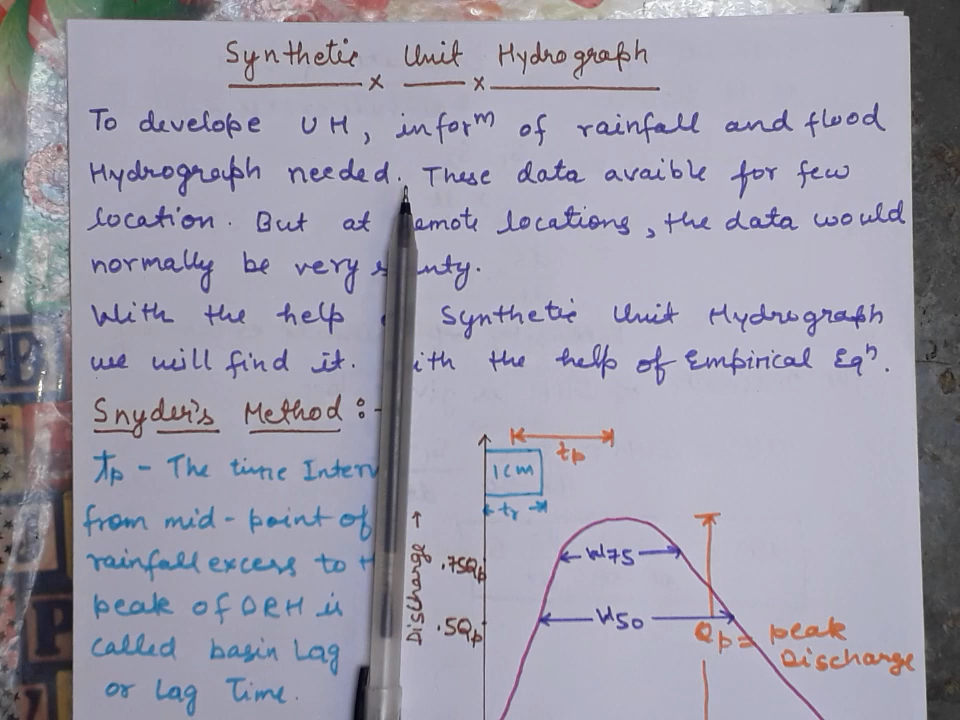 Synthetic Unit Hydrograph
To develope UH, inform of rainfall and flood
Hydrograph needed. These data avaible for few
location. But at emote locations, the data would
normally be very s nty.
With the help Synthetic Unit Hydrograph
we will find it. ith the help of Empirical Eqn.
Snyder's Method :-
tp - The time Interv
from mid-point of
rainfall excess to t
peak of DRH is
called basin Lag
or Lag Time.
tp
1cm
tr
Discharge →
.75Qp
W75
.5Qp
W50
Qp = peak
Discharge